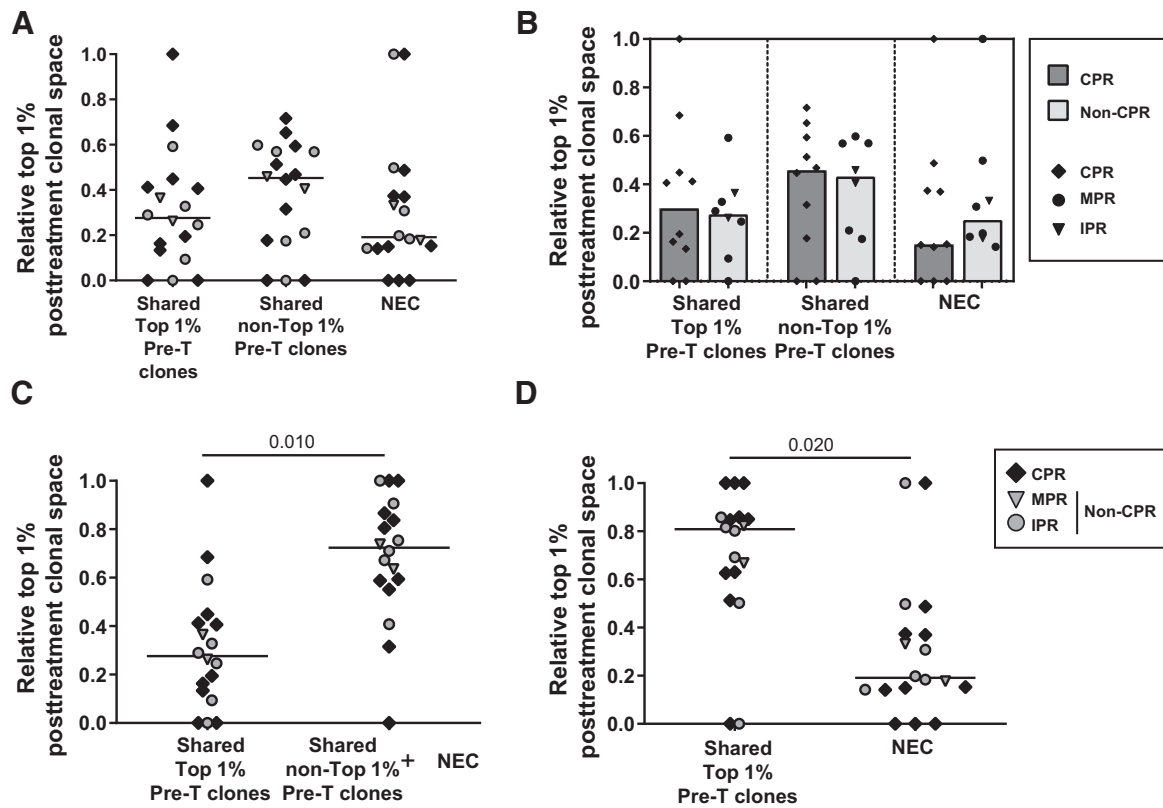 A
Relative top 1%
posttreatment clonal space
1.0
0.8
0.6
0.4
0.2
0.0
Shared
Top 1%
Pre-T
clones
Shared
non-Top 1%
Pre-T clones
NEC
B
Relative top 1%
posttreatment clonal space
1.0
0.8
0.6
0.4
0.2
0.0
Shared
Top 1%
Pre-T clones
Shared
non-Top 1%
Pre-T clones
NEC
CPR
Non-CPR
CPR
MPR
IPR
C
Relative top 1%
posttreatment clonal space
0.010
1.0
0.8
0.6
0.4
0.2
0.0
Shared
Top 1%
Pre-T clones
Shared
non-Top 1%
Pre-T clones
+
NEC
D
Relative top 1%
posttreatment clonal space
0.020
1.0
0.8
0.6
0.4
0.2
0.0
Shared
Top 1%
Pre-T clones
NEC
CPR
MPR
IPR
Non-CPR